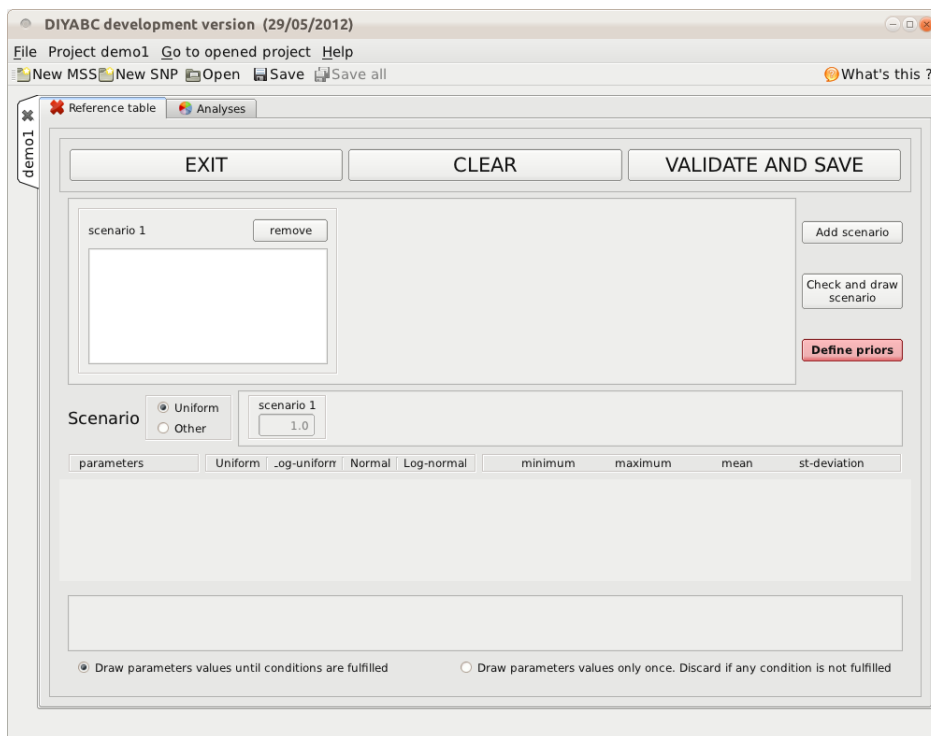 DIYABC development version (29/05/2012)
File Project demo1 Go to opened project Help
New MSS New SNP Open Save Save all What's this ?
demo1
Reference table Analyses
EXIT CLEAR VALIDATE AND SAVE
scenario 1 remove
Add scenario
Check and draw
scenario
Define priors
Scenario
Uniform
Other
scenario 1
1.0
parameters Uniform .og-uniform Normal Log-normal minimum maximum mean st-deviation
Draw parameters values until conditions are fulfilled Draw parameters values only once. Discard if any condition is not fulfilled